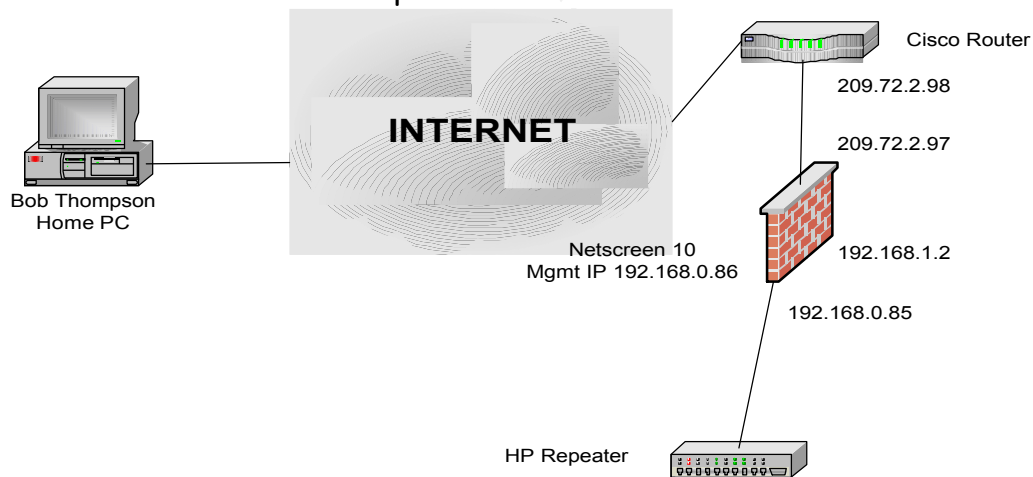 Cisco Router
209.72.2.98
INTERNET
209.72.2.97
Bob Thompson
Home PC
Netscreen 10
Mgmt IP 192.168.0.86
192.168.1.2
192.168.0.85
HP Repeater